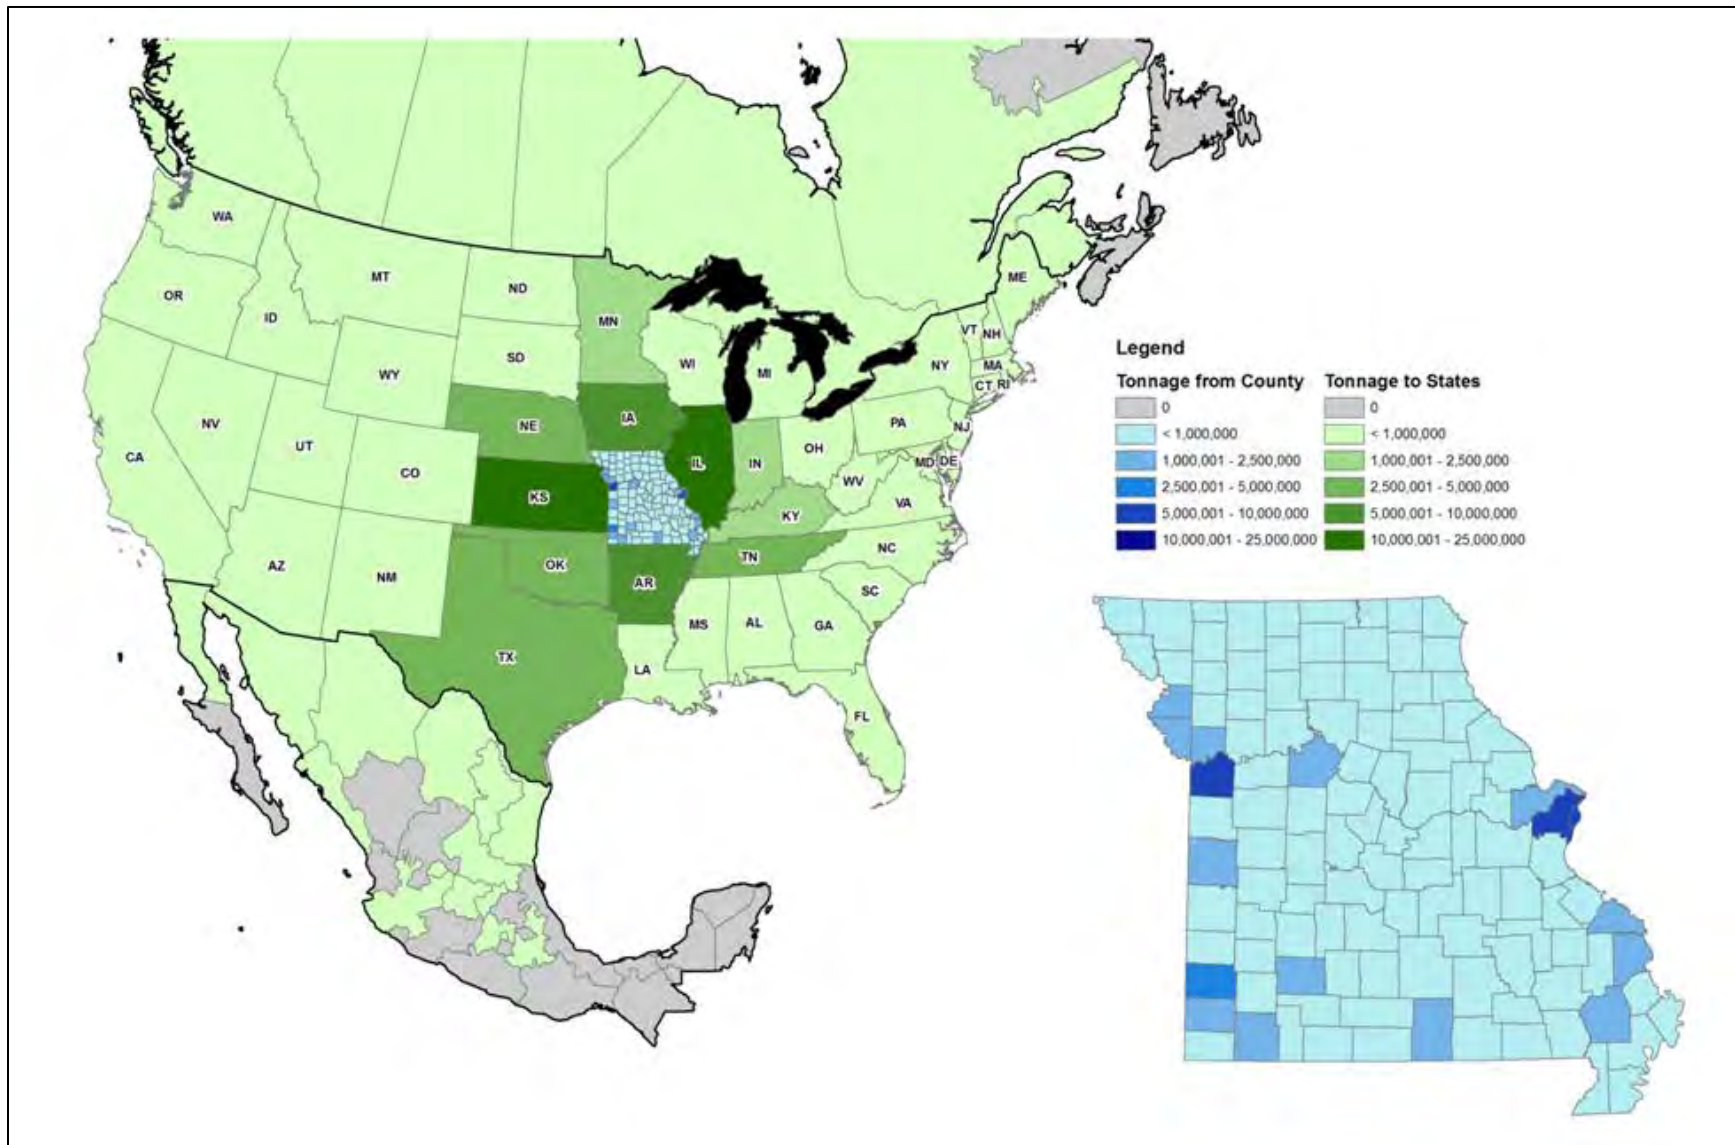 WA
MT
ND
ME
OR
ID
MN
VT
NH
SD
WI
NY
MA
WY
MI
CT
RI
NE
IA
PA
NV
NJ
CA
UT
CO
IL
IN
OH
MD
DE
KS
WV
VA
KY
AZ
NM
OK
TN
NC
AR
SC
MS
AL
GA
TX
LA
FL
Legend
Tonnage from County Tonnage to States
0 0
< 1,000,000 < 1,000,000
1,000,001 - 2,500,000 1,000,001 - 2,500,000
2,500,001 - 5,000,000 2,500,001 - 5,000,000
5,000,001 - 10,000,000 5,000,001 - 10,000,000
10,000,001 - 25,000,000 10,000,001 - 25,000,000